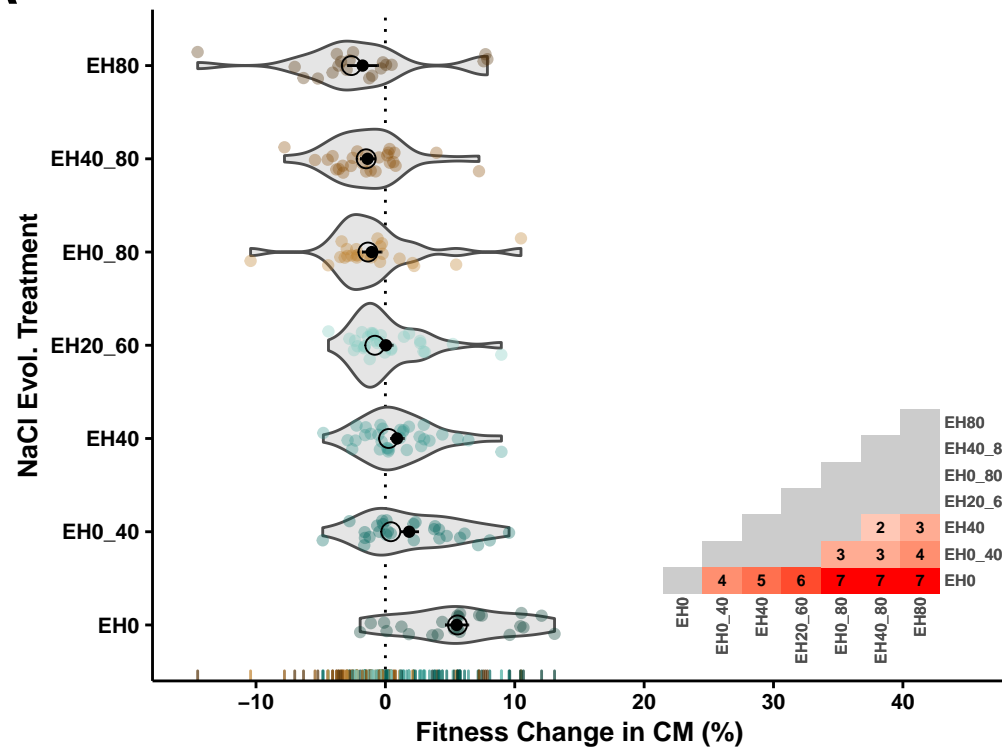 EH80
EH40_80
EH0_80
EH20_60
EH40
EH0_40
EH0
NaCl Evol. Treatment
−10 0 10 20 30 40
Fitness Change in CM (%)
EH80
EH40_8
EH0_80
EH20_6
2 3 EH40
3 3 4 EH0_40
4 5 6 7 7 7 EH0
EH0 EH0_40 EH40 EH20_60 EH0_80 EH40_80 EH80